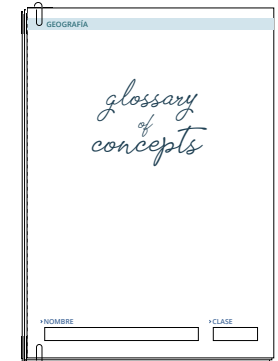 GEOGRAFÍA
glossary
of
concepts
NOMBRE
CLASE